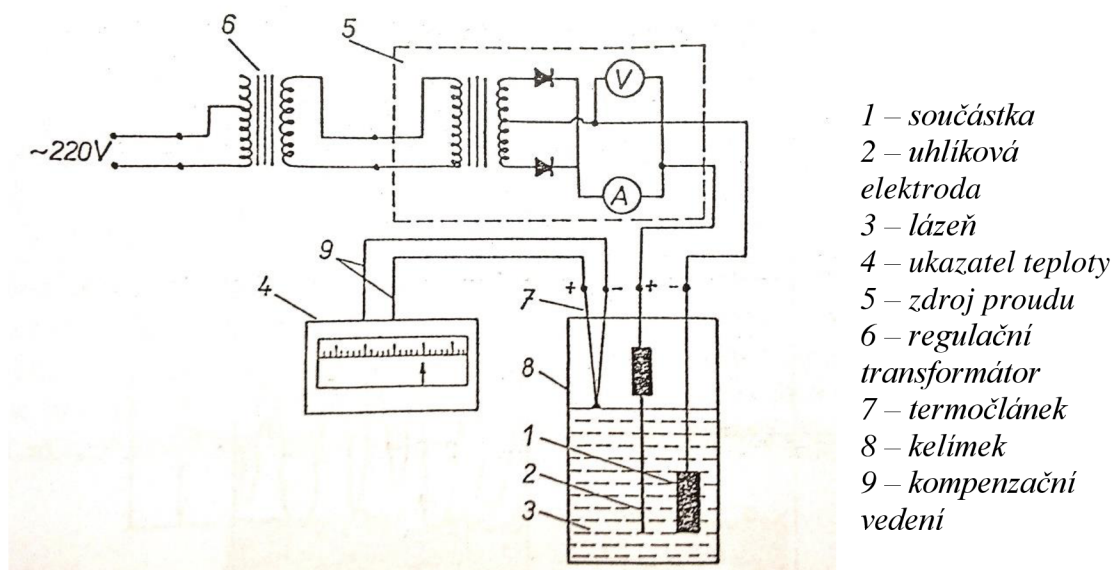 6
5
V
~220V
A
9
4
7
+
-
+
-
8
1
2
3
1 – součástka
2 – uhlíková
elektroda
3 – lázeň
4 – ukazatel teploty
5 – zdroj proudu
6 – regulační
transformátor
7 – termočlánek
8 – kelímek
9 – kompenzační
vedení